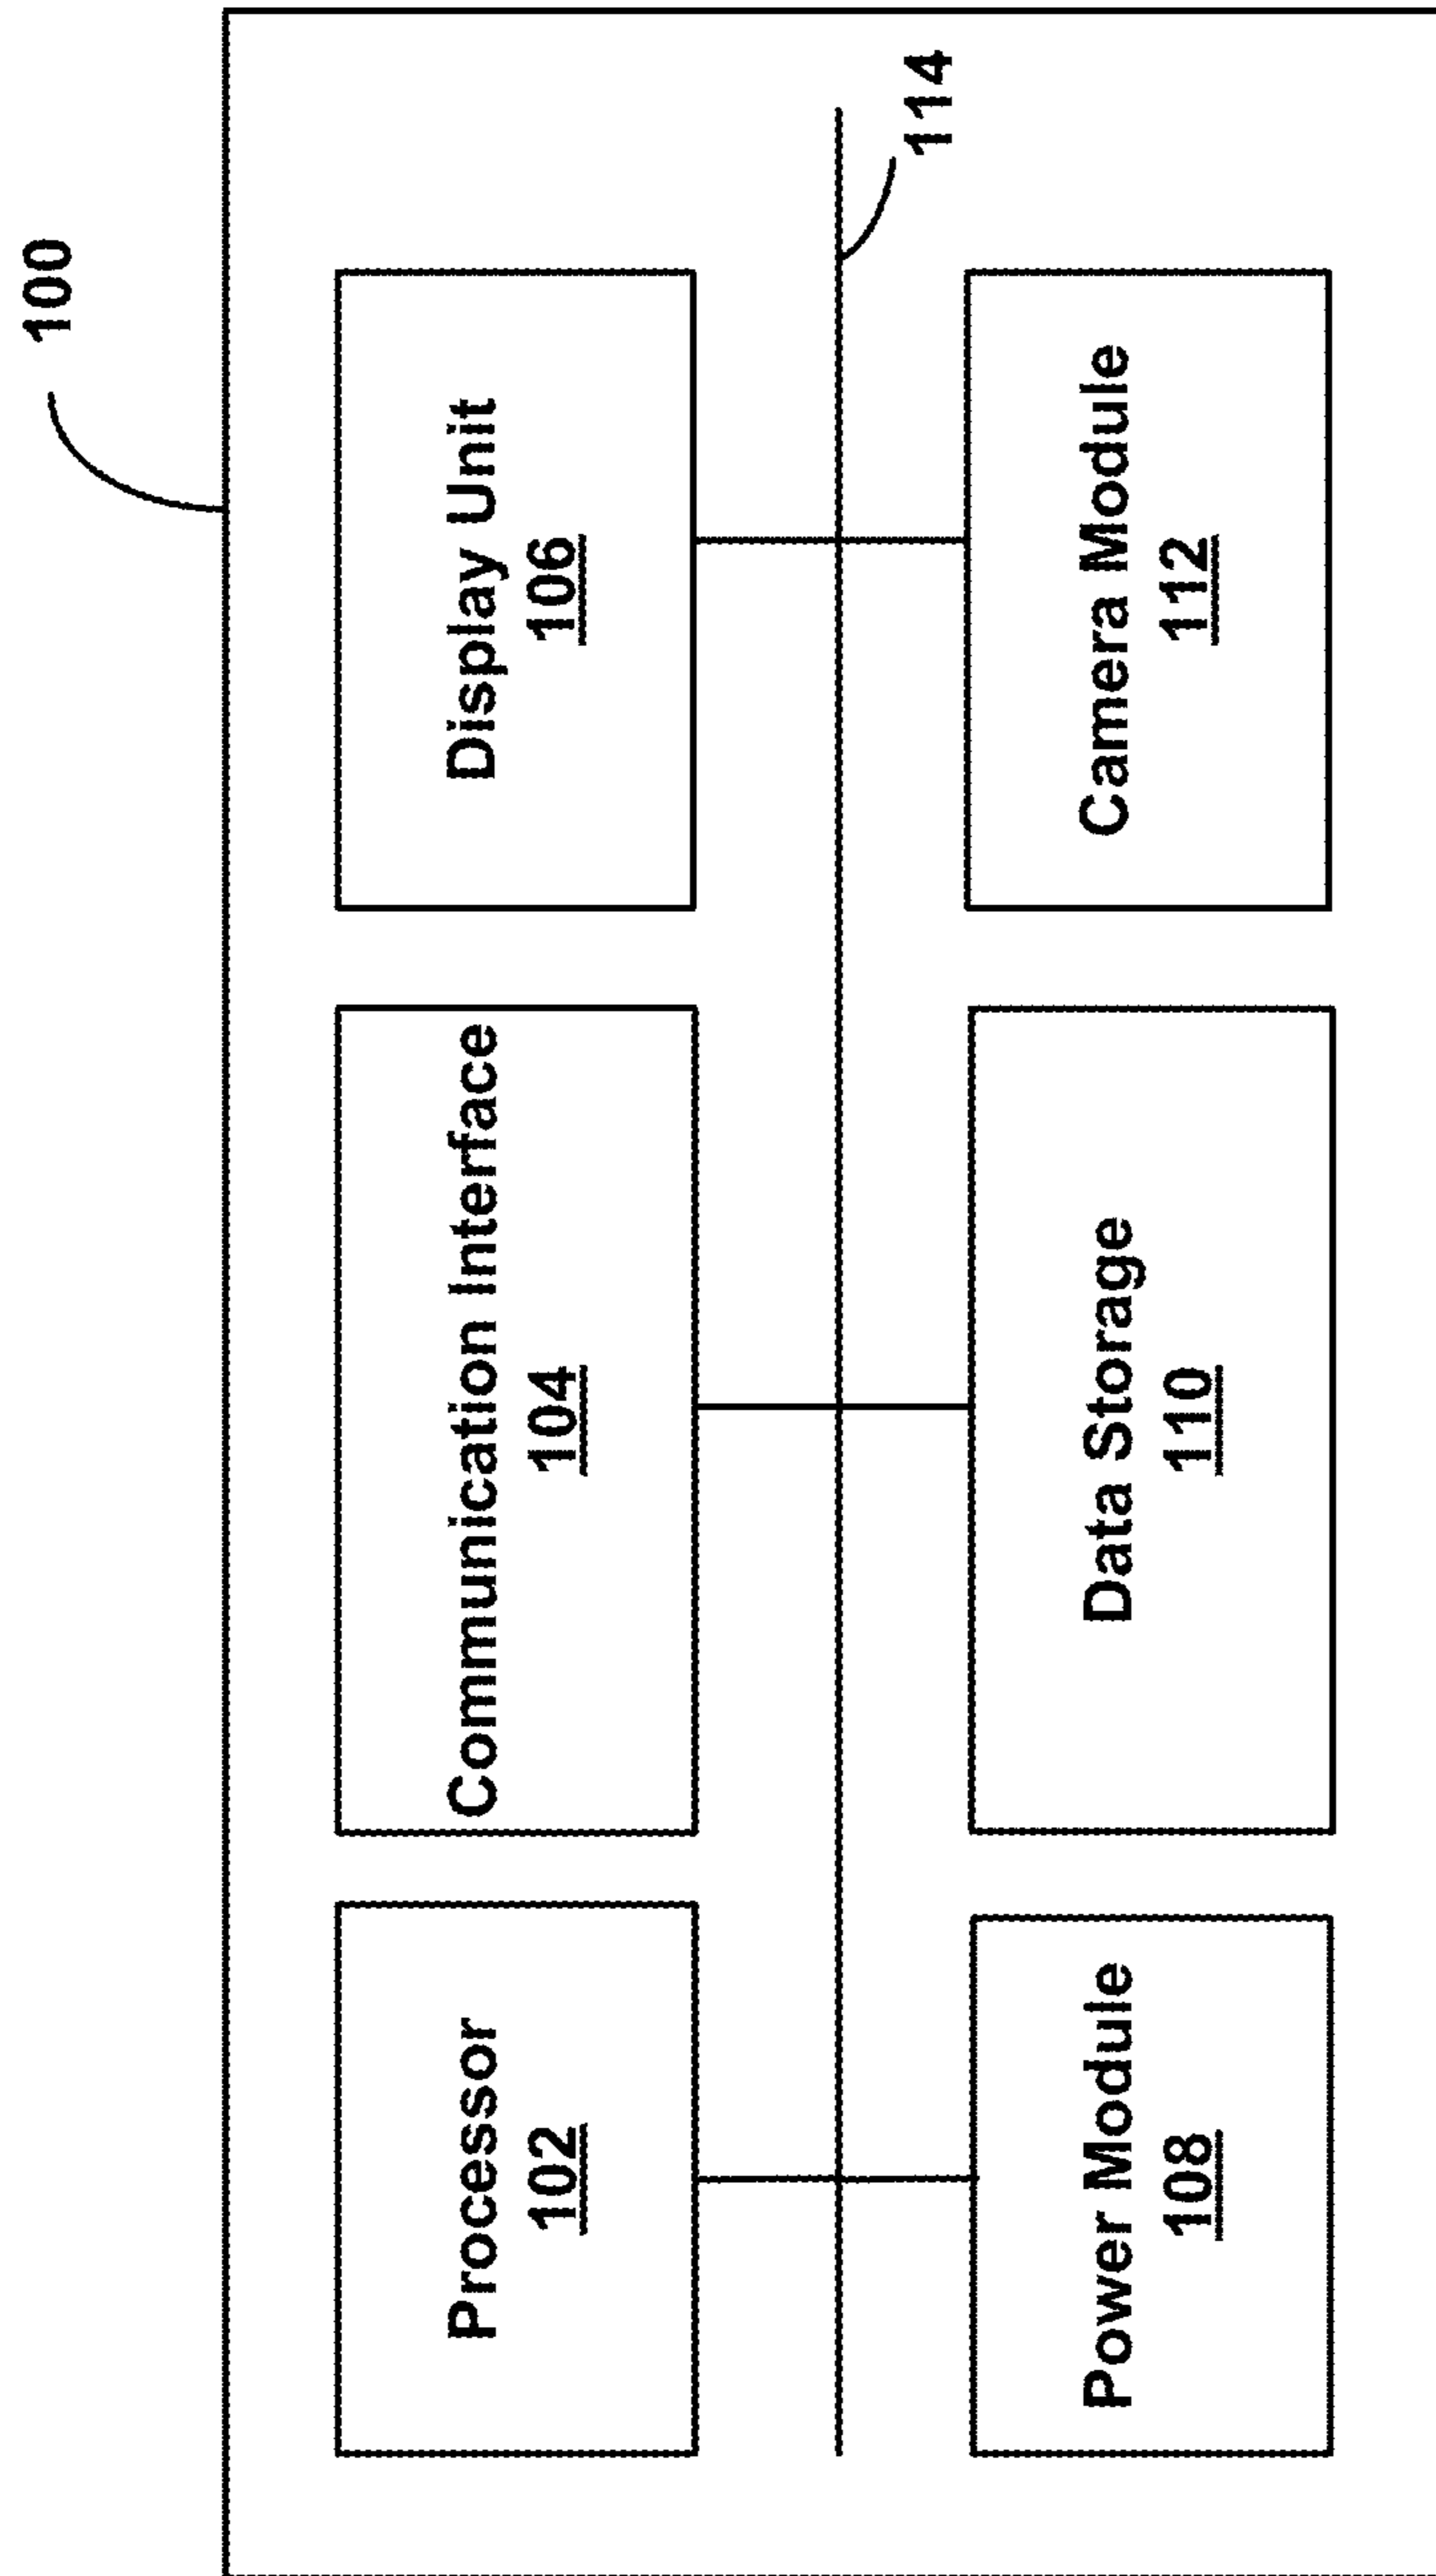 100
Processor
102
Communication Interface
104
Display Unit
106
114
Power Module
108
Data Storage
110
Camera Module
112